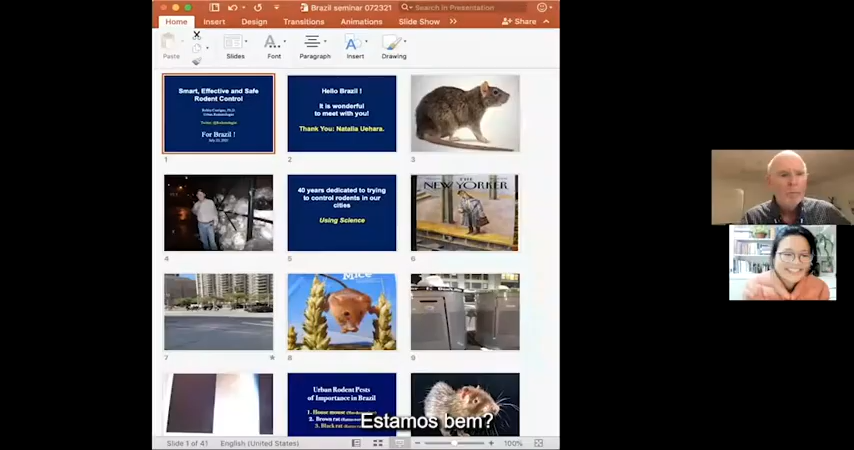 Brazil seminar 072321
Search in Presentation
Home
Insert
Design
Transitions
Animations
Slide Show
Share
Paste
Slides
Font
Paragraph
Insert
Drawing
Smart, Effective and Safe
Rodent Control
For Brazil !
1
Hello Brazil !
It is wonderful
to meet with you!
Thank You: Natalia Uehara.
2
3
4
40 years dedicated to trying
to control rodents in our
cities
Using Science
5
THE
NEW YORKER
6
7
Mice
8
9
Urban Rodent Pests
of Importance in Brazil
1. House mouse
2. Brown rat
3. Black rat
Estamos bem?
Slide 1 of 41
English (United States)
100%